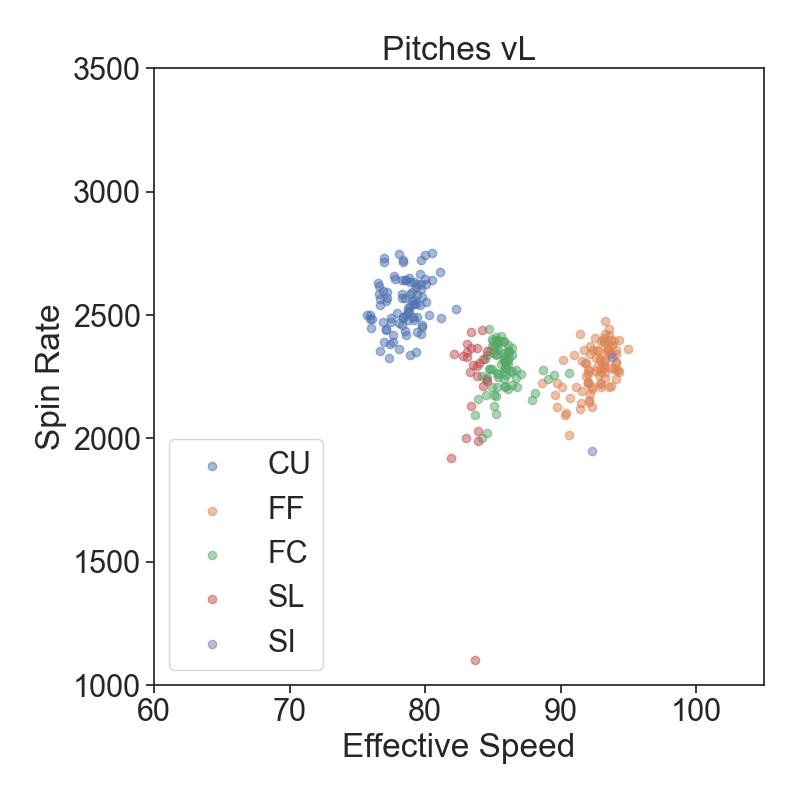 Pitches vL
3500
3000
2500
2000
1500
1000
Spin Rate
CU
FF
FC
SL
SI
60 70 80 90 100
Effective Speed